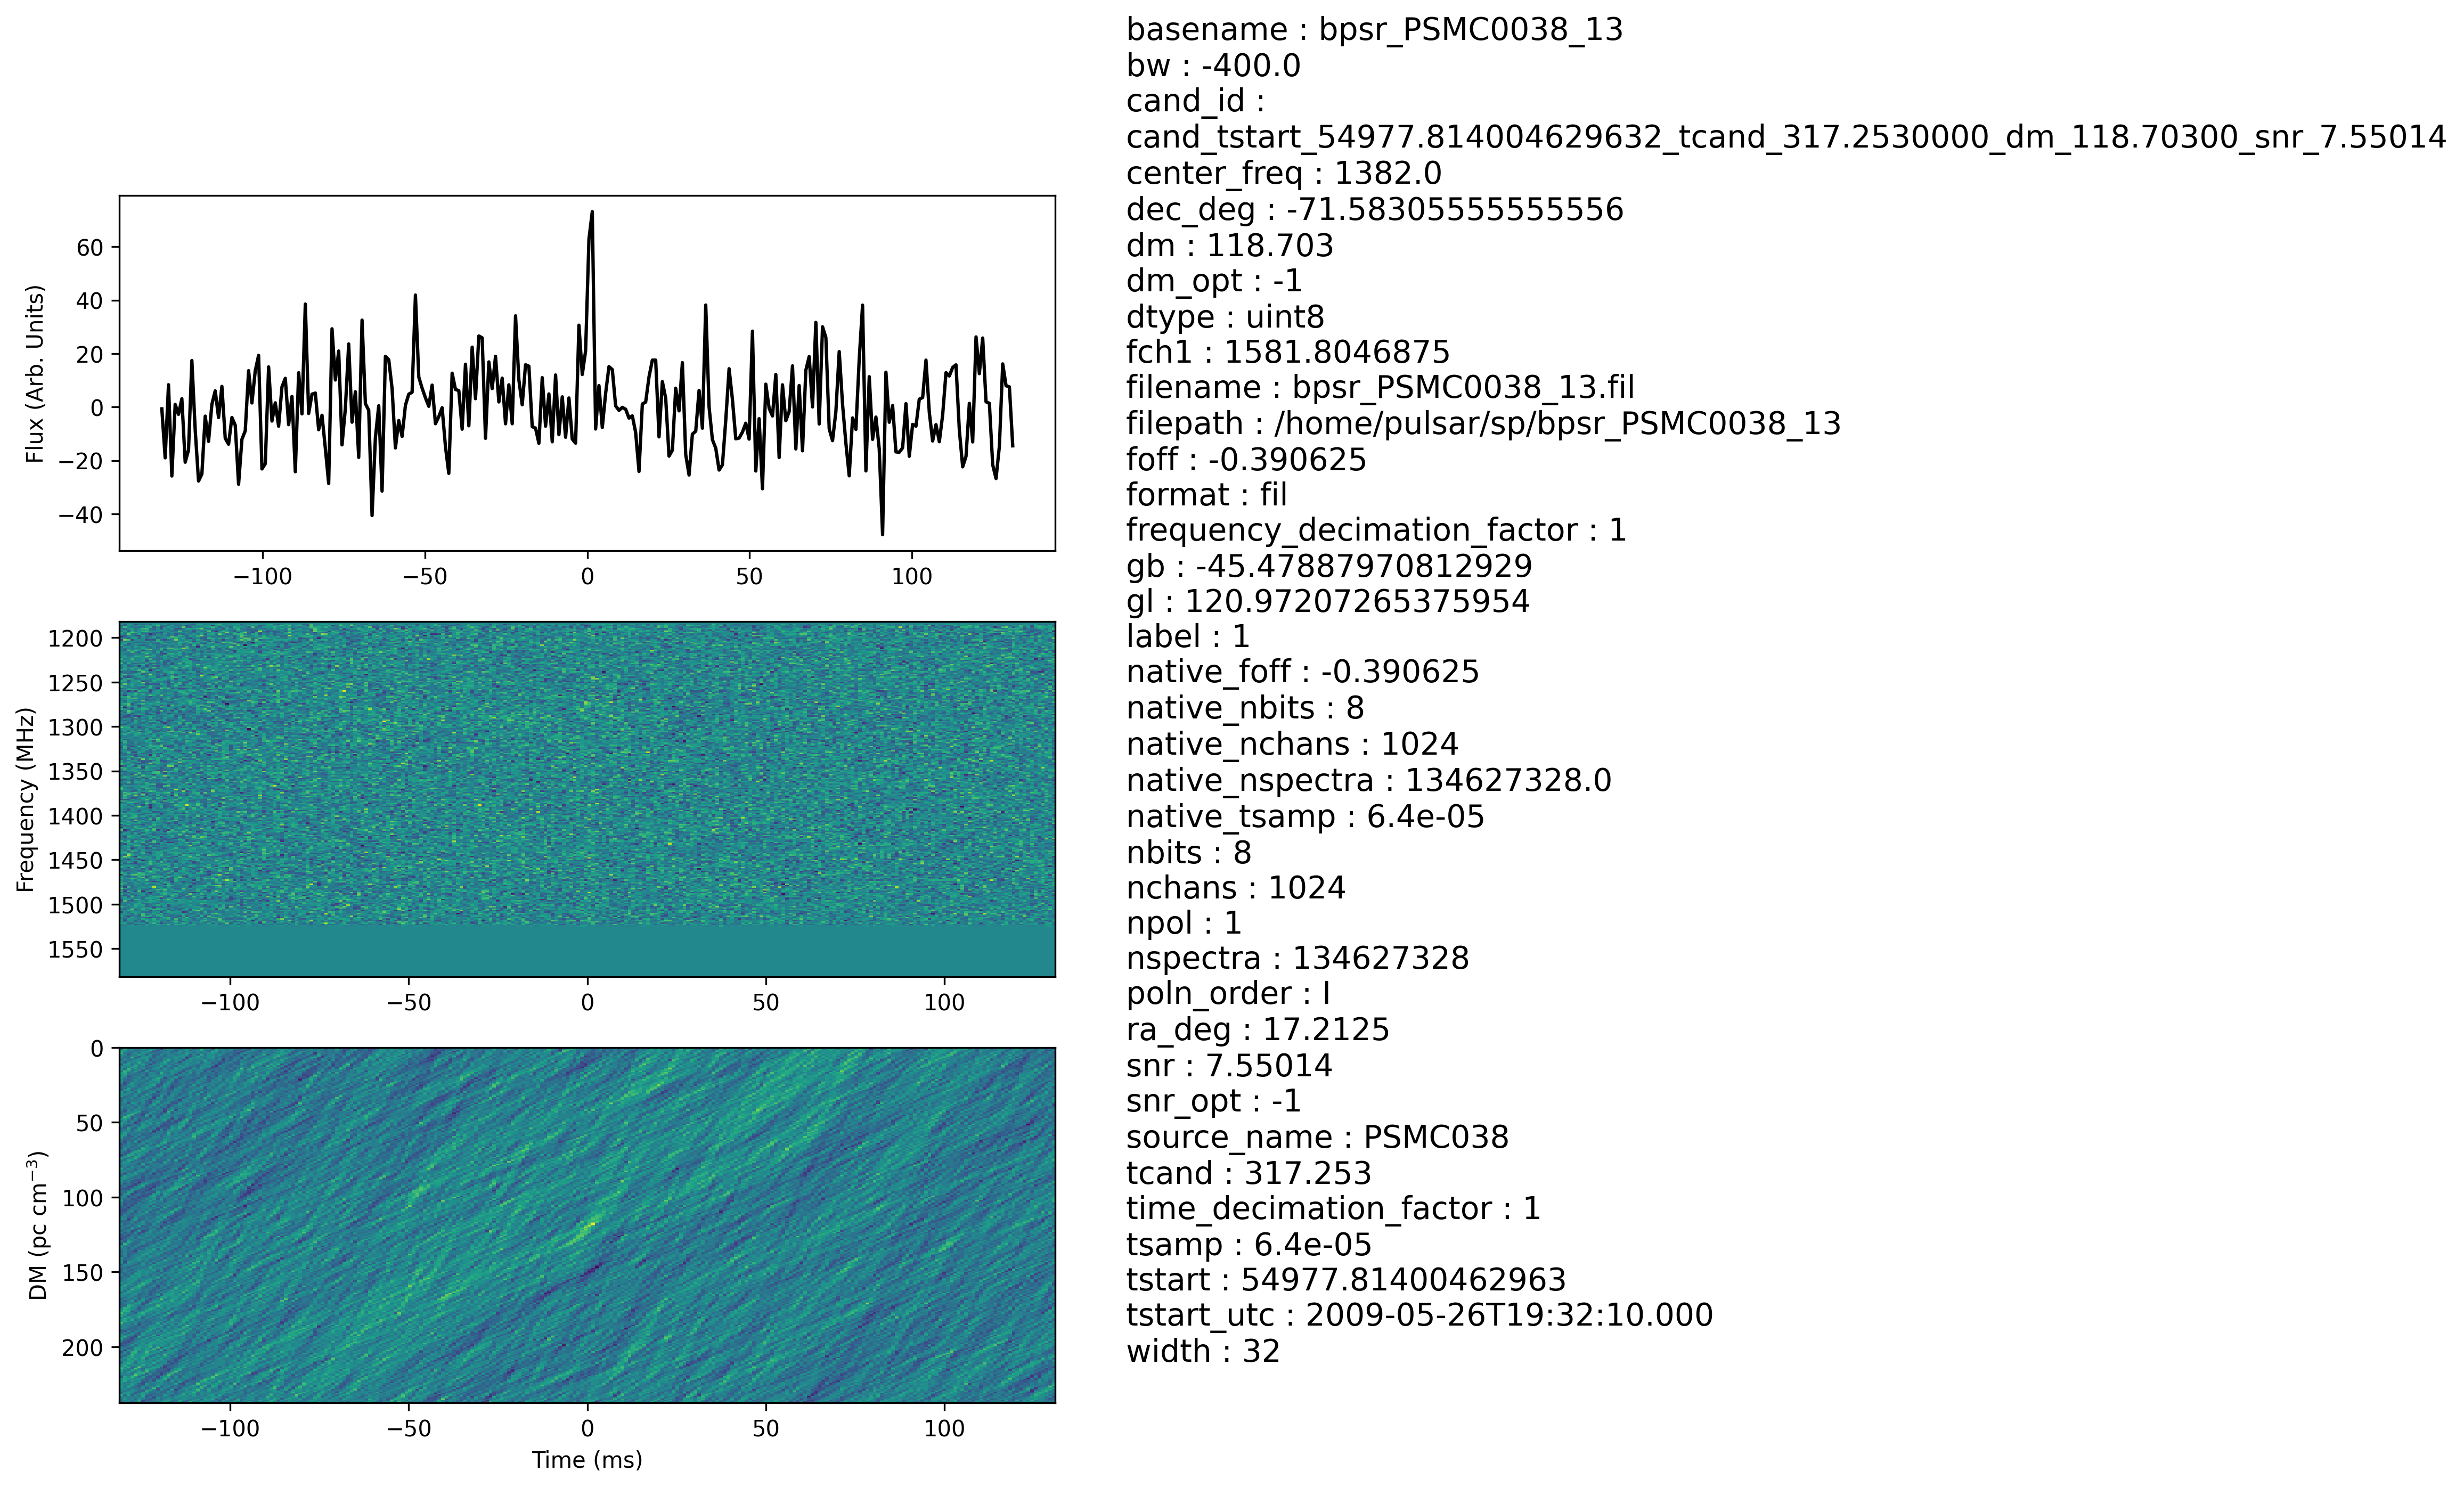 60
40
20
0
−20
−40
Flux (Arb. Units)
−100 −50 0 50 100
1200
1250
1300
1350
1400
1450
1500
1550
Frequency (MHz)
−100 −50 0 50 100
0
50
100
150
200
DM (pc cm⁻³)
−100 −50 0 50 100
Time (ms)
basename : bpsr_PSMC0038_13
bw : -400.0
cand_id :
cand_tstart_54977.814004629632_tcand_317.2530000_dm_118.70300_snr_7.55014
center_freq : 1382.0
dec_deg : -71.58305555555556
dm : 118.703
dm_opt : -1
dtype : uint8
fch1 : 1581.8046875
filename : bpsr_PSMC0038_13.fil
filepath : /home/pulsar/sp/bpsr_PSMC0038_13
foff : -0.390625
format : fil
frequency_decimation_factor : 1
gb : -45.47887970812929
gl : 120.97207265375954
label : 1
native_foff : -0.390625
native_nbits : 8
native_nchans : 1024
native_nspectra : 134627328.0
native_tsamp : 6.4e-05
nbits : 8
nchans : 1024
npol : 1
nspectra : 134627328
poln_order : I
ra_deg : 17.2125
snr : 7.55014
snr_opt : -1
source_name : PSMC038
tcand : 317.253
time_decimation_factor : 1
tsamp : 6.4e-05
tstart : 54977.81400462963
tstart_utc : 2009-05-26T19:32:10.000
width : 32